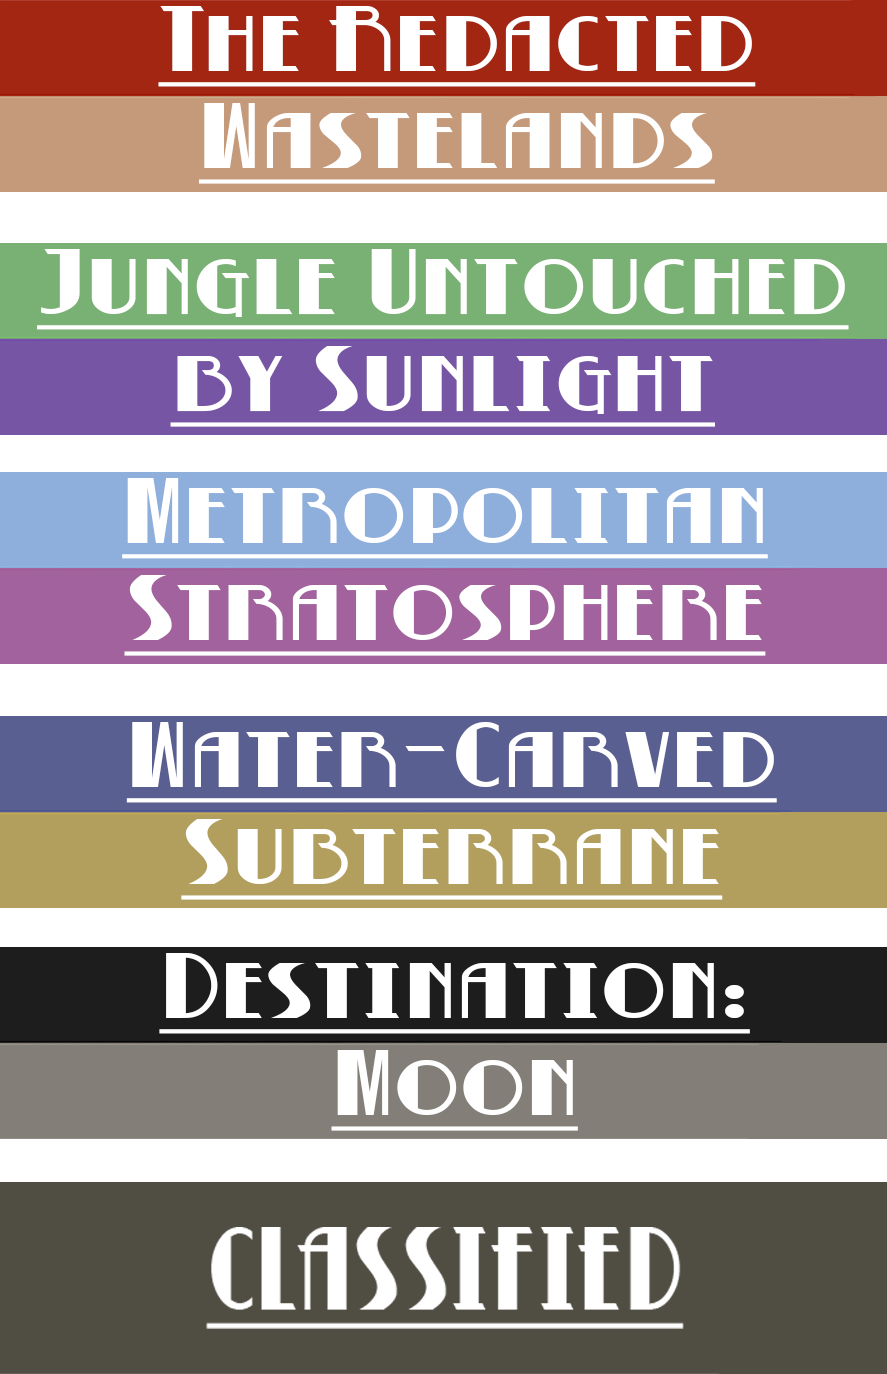 The Redacted
Wastelands
Jungle Untouched
by Sunlight
Metropolitan
Stratosphere
Water-Carved
Subterrane
Destination:
Moon
CLASSIFIED